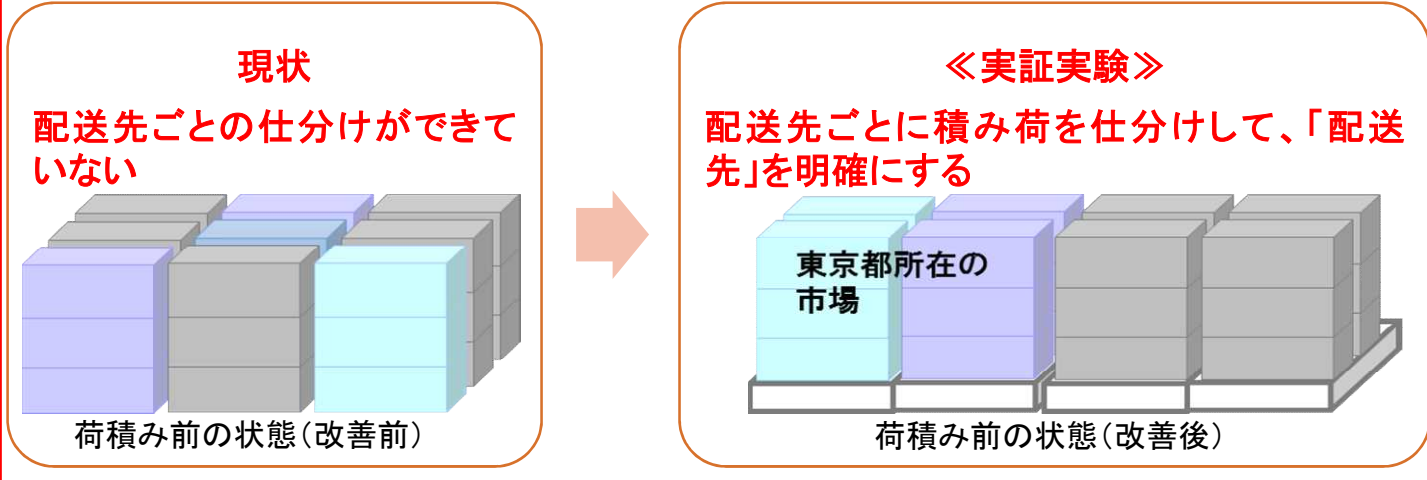 現状
配送先ごとの仕分けができて
いない
荷積み前の状態（改善前）
≪実証実験≫
配送先ごとに積み荷を仕分けして、「配送
先」を明確にする
東京都所在の
市場
荷積み前の状態（改善後）